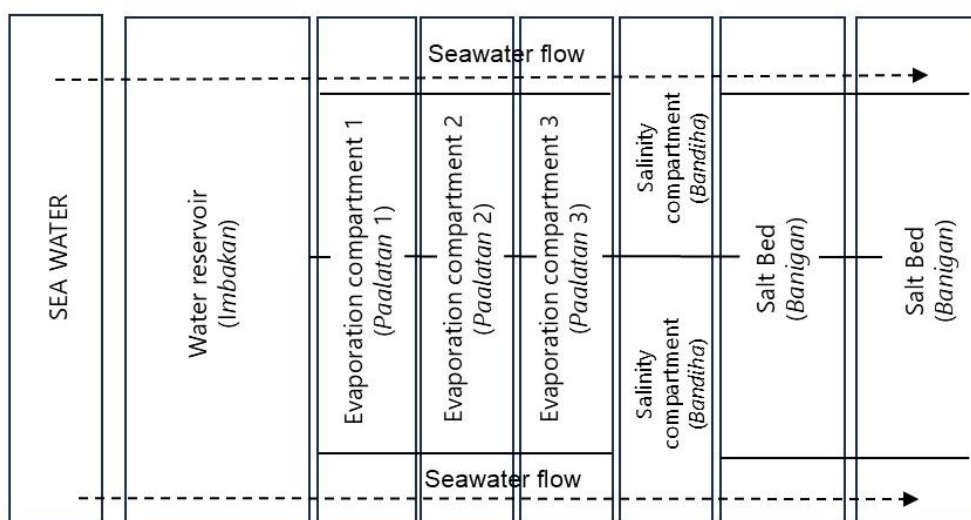 Seawater flow
SEA WATER
Water reservoir
(Imbakan)
Evaporation compartment 1
(Paalatan 1)
Evaporation compartment 2
(Paalatan 2)
Evaporation compartment 3
(Paalatan 3)
Salinity
compartment
(Bandiha)
Salinity
compartment
(Bandiha)
Salt Bed
(Banigan)
Salt Bed
(Banigan)
Seawater flow